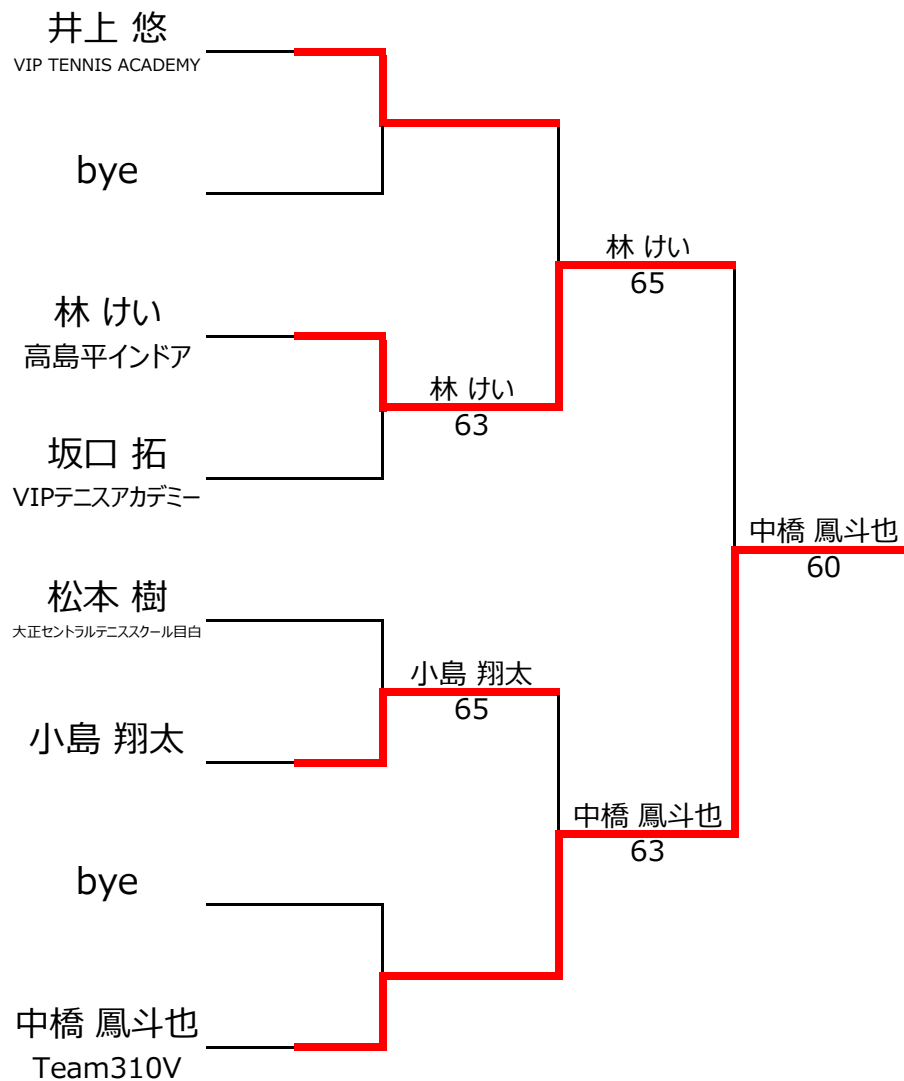 井上 悠
VIP TENNIS ACADEMY
bye
林 けい
65
林 けい
高島平インドア
林 けい
63
坂口 拓
VIPテニスアカデミー
中橋 鳳斗也
60
松本 樹
大正セントラルテニススクール目白
小島 翔太
65
小島 翔太
中橋 鳳斗也
63
bye
中橋 鳳斗也
Team310V